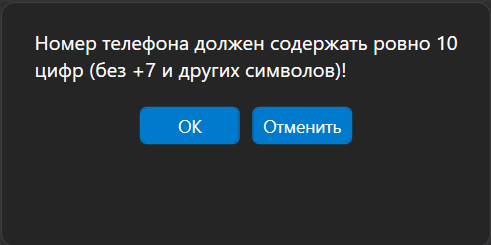 Номер телефона должен содержать ровно 10
цифр (без +7 и других символов)!
OK Отменить